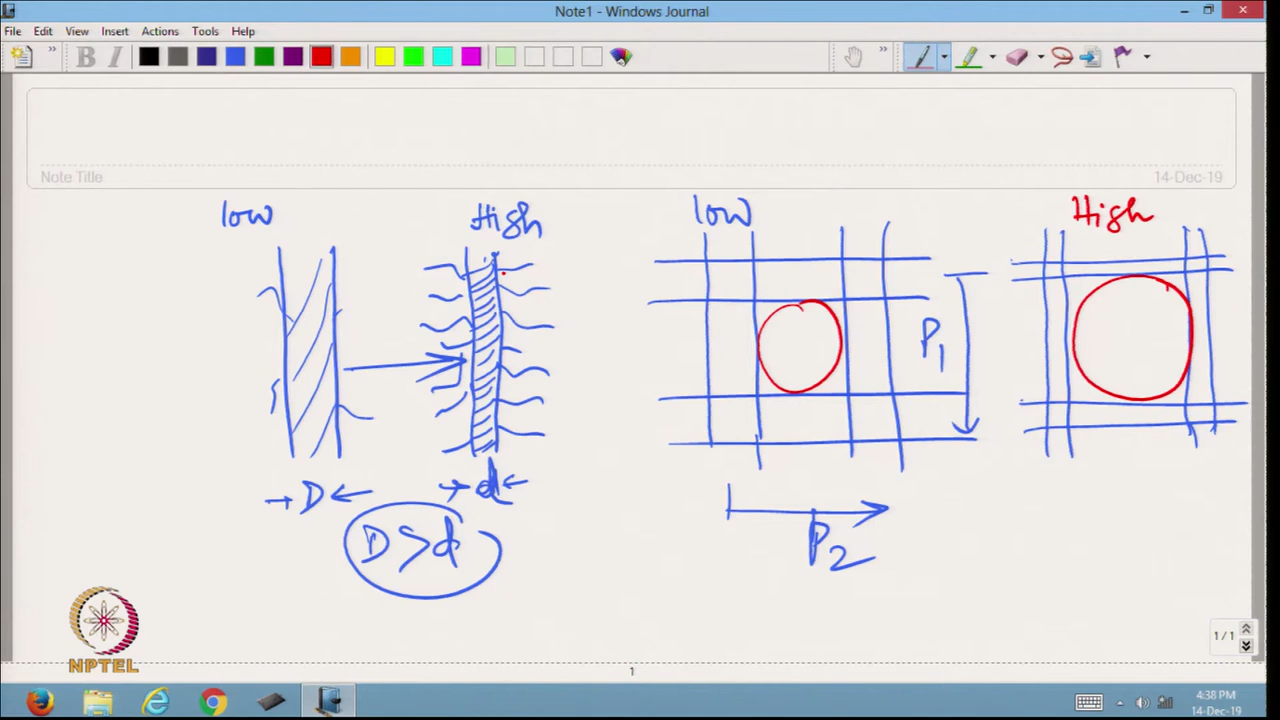 Note1 - Windows Journal
File Edit View Insert Actions Tools Help
B I
Note Title
14-Dec-19
low
High
low
High
P1
D
d
D > d
P2
NPTEL
1/1
1
4:38 PM
14-Dec-19